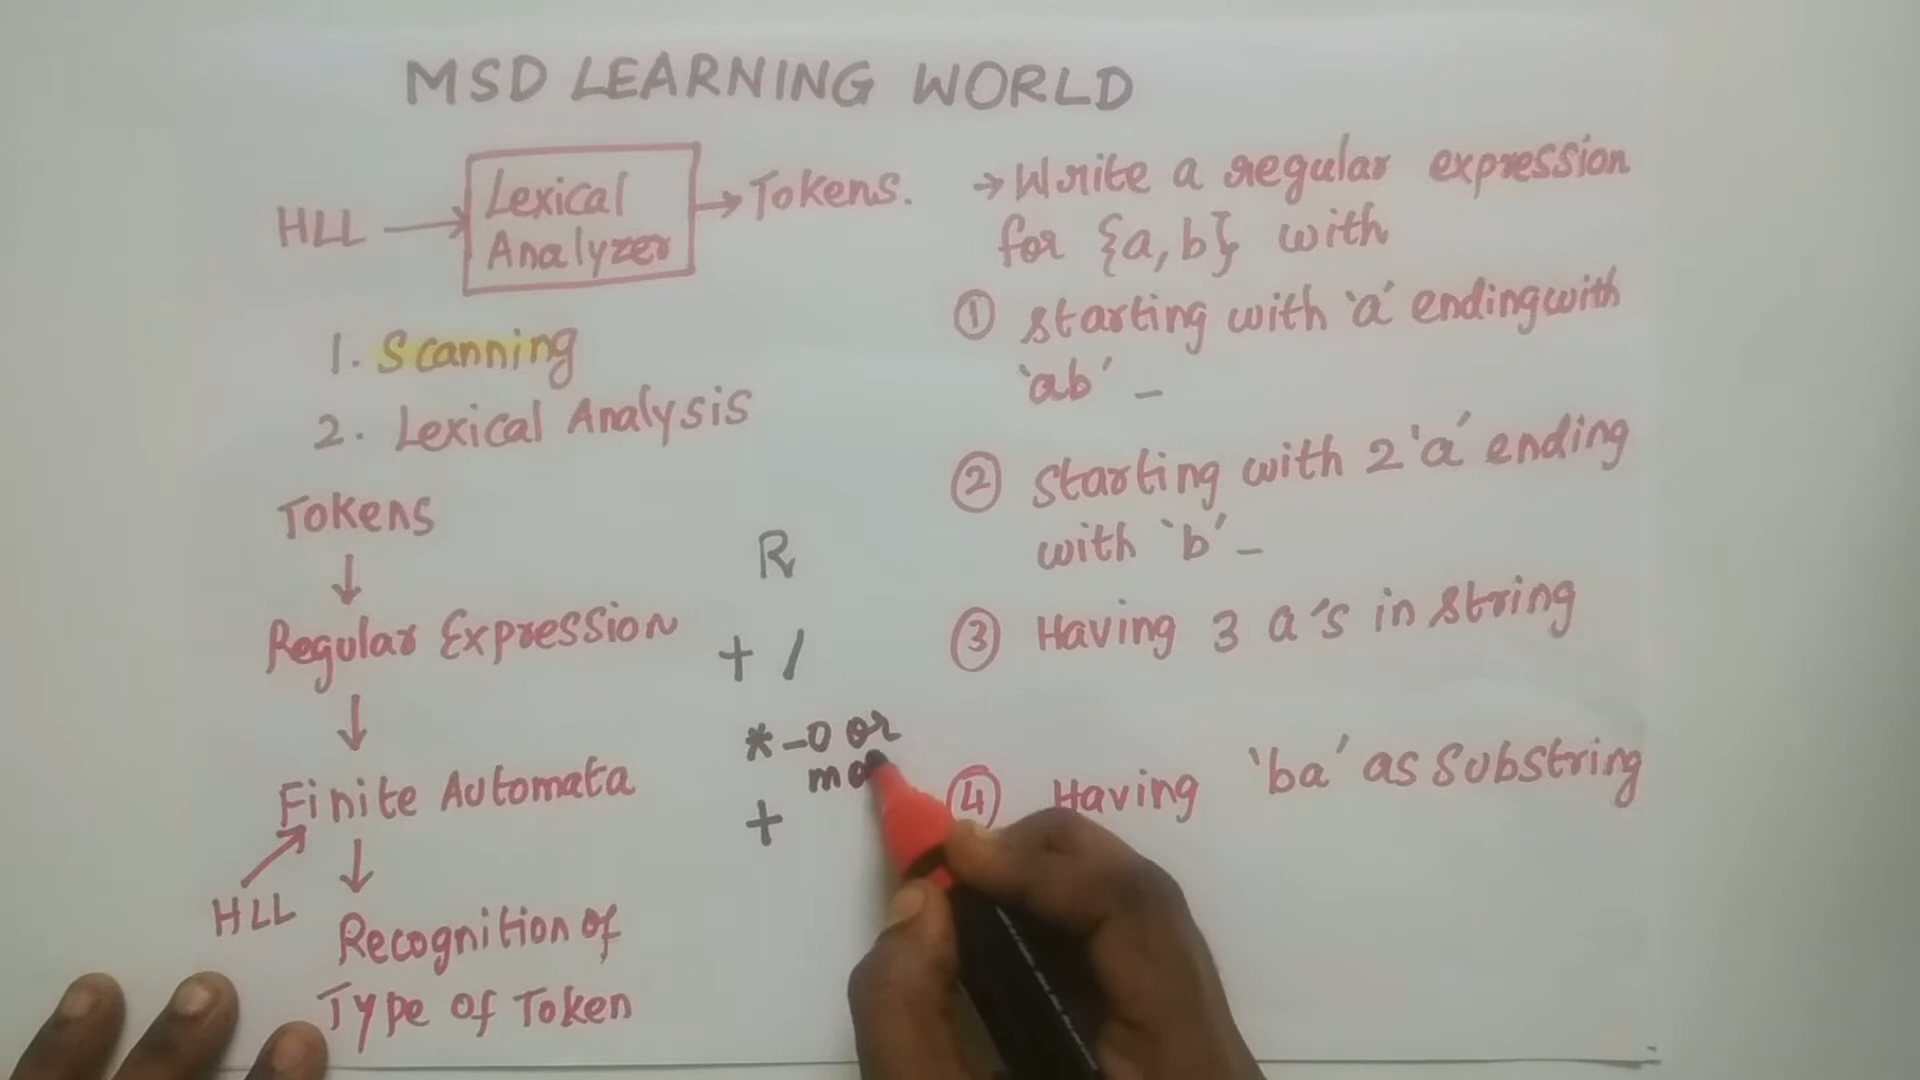 MSD LEARNING WORLD
HLL → Lexical Analyzer → Tokens.
1. Scanning
2. Lexical Analysis
Tokens
↓
Regular Expression
↓
Finite Automata
↓
HLL
Recognition of
Type of Token
R
+ /
* - 0 or
mo
+
→ Write a regular expression
for {a, b} with
① starting with 'a' ending with
'ab' -
② starting with 2 'a' ending
with 'b' -
③ Having 3 a's in string
④ Having 'ba' as substring